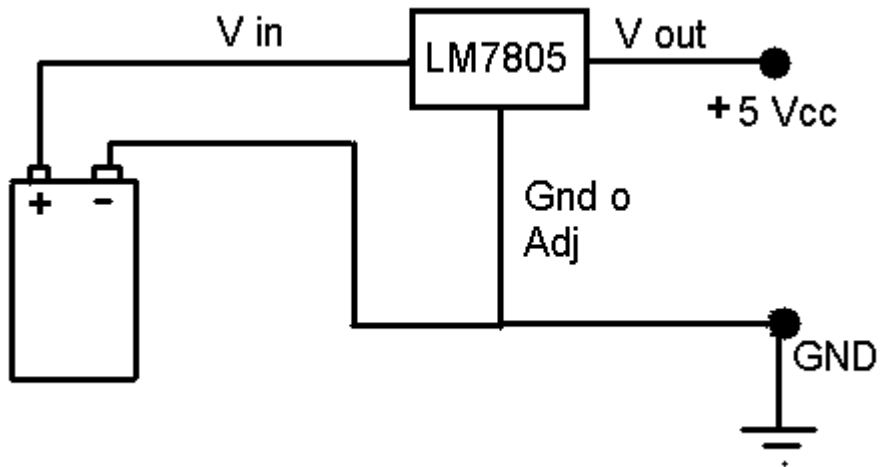 V in
LM7805
V out
+ 5 Vcc
+ -
Gnd o
Adj
GND